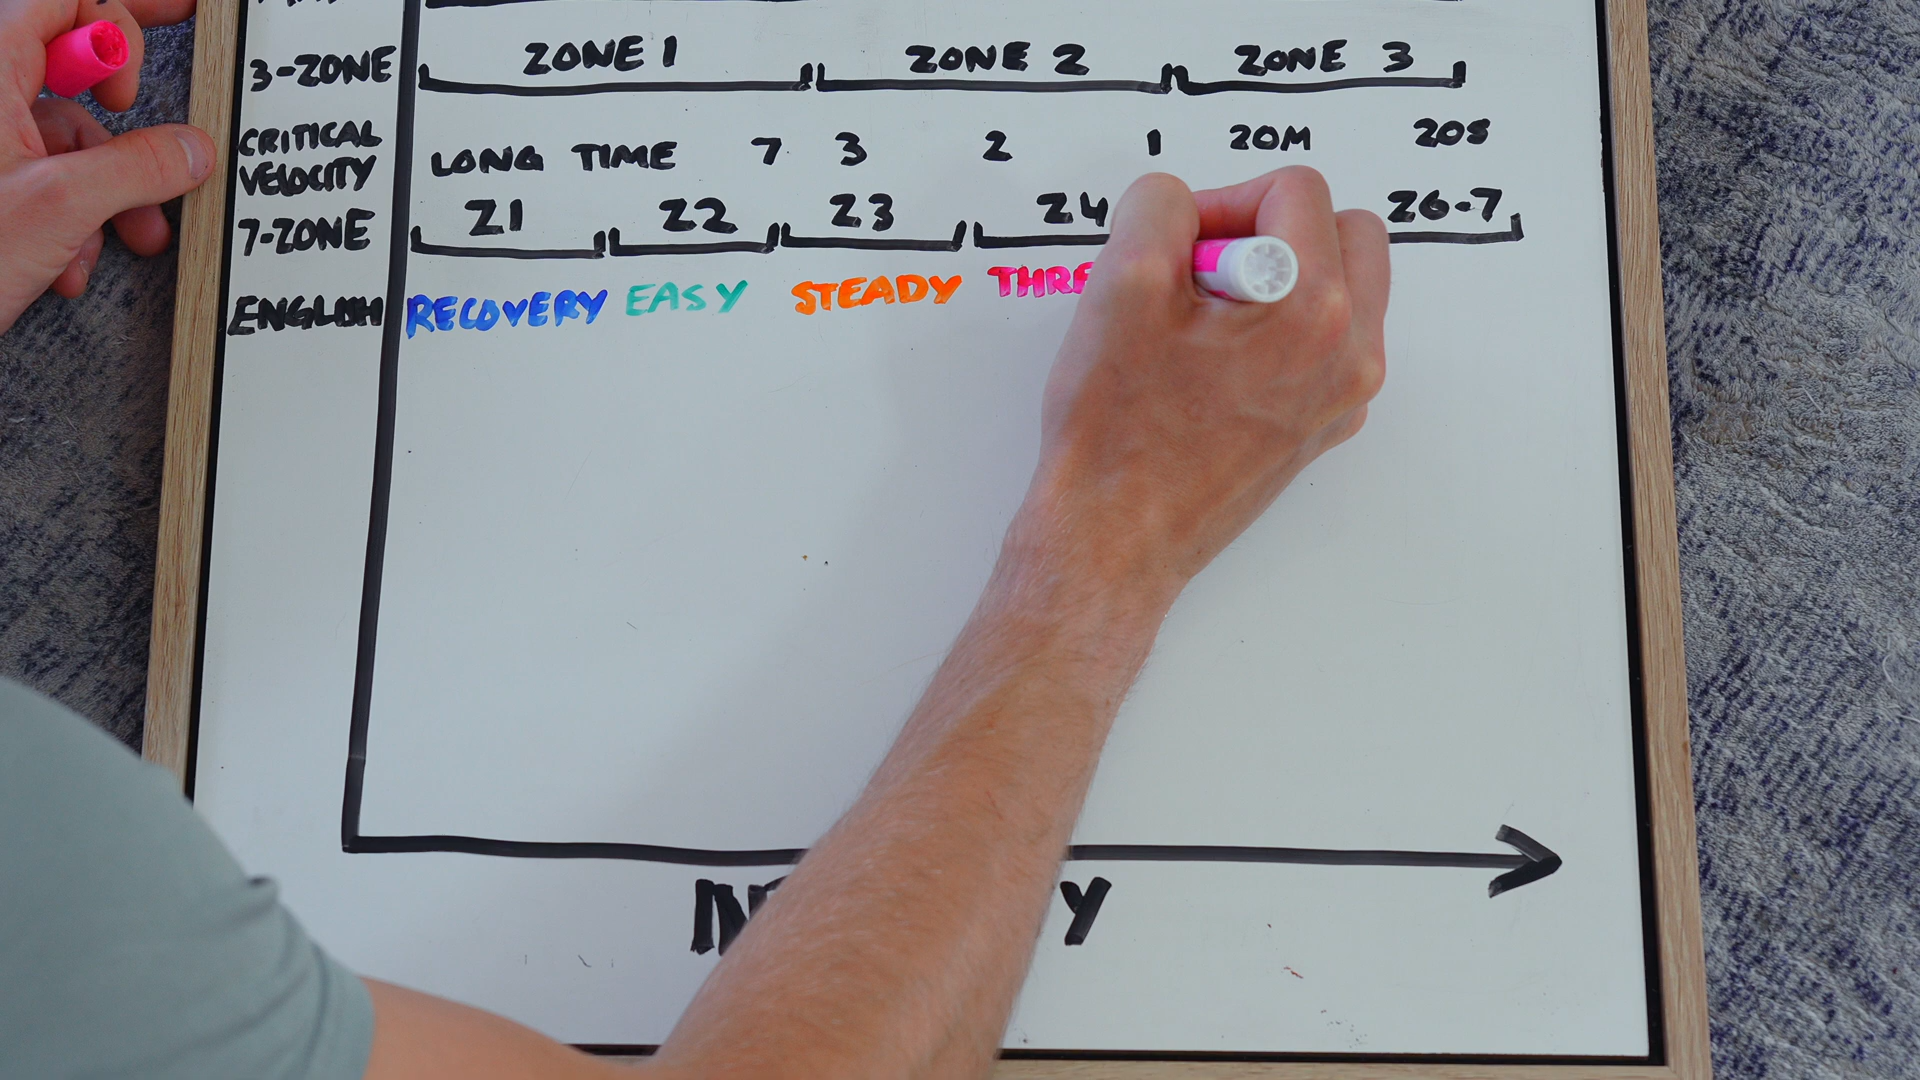 3-ZONE ZONE 1 ZONE 2 ZONE 3
CRITICAL
VELOCITY LONG TIME 7 3 2 1 20M 20S
7-ZONE Z1 Z2 Z3 Z4 Z6-7
ENGLISH RECOVERY EASY STEADY THRE